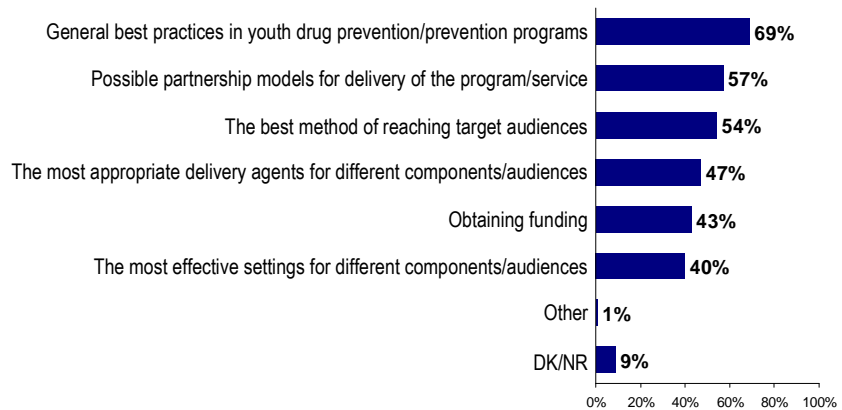 General best practices in youth drug prevention/prevention programs 69%
Possible partnership models for delivery of the program/service 57%
The best method of reaching target audiences 54%
The most appropriate delivery agents for different components/audiences 47%
Obtaining funding 43%
The most effective settings for different components/audiences 40%
Other 1%
DK/NR 9%
0% 20% 40% 60% 80% 100%